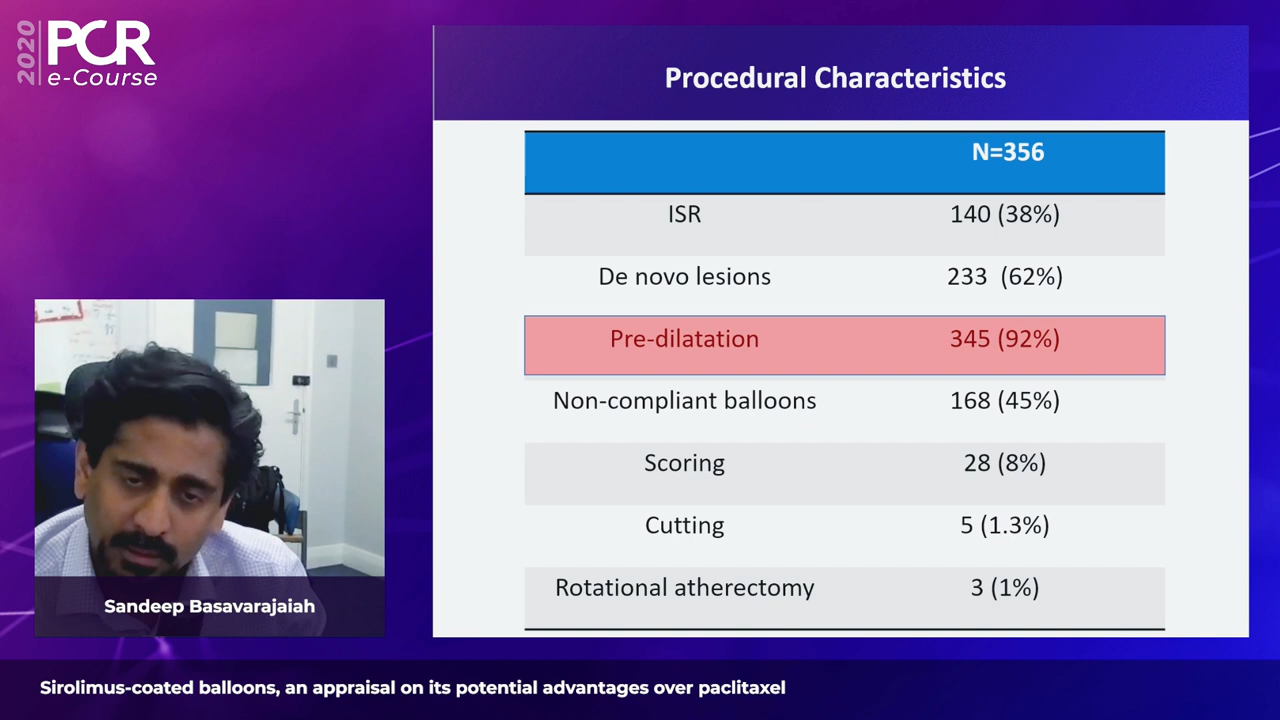 2020
PCR
e-Course
Procedural Characteristics
N=356
ISR 140 (38%)
De novo lesions 233 (62%)
Pre-dilatation 345 (92%)
Non-compliant balloons 168 (45%)
Scoring 28 (8%)
Cutting 5 (1.3%)
Rotational atherectomy 3 (1%)
Sandeep Basavarajaiah
Sirolimus-coated balloons, an appraisal on its potential advantages over paclitaxel